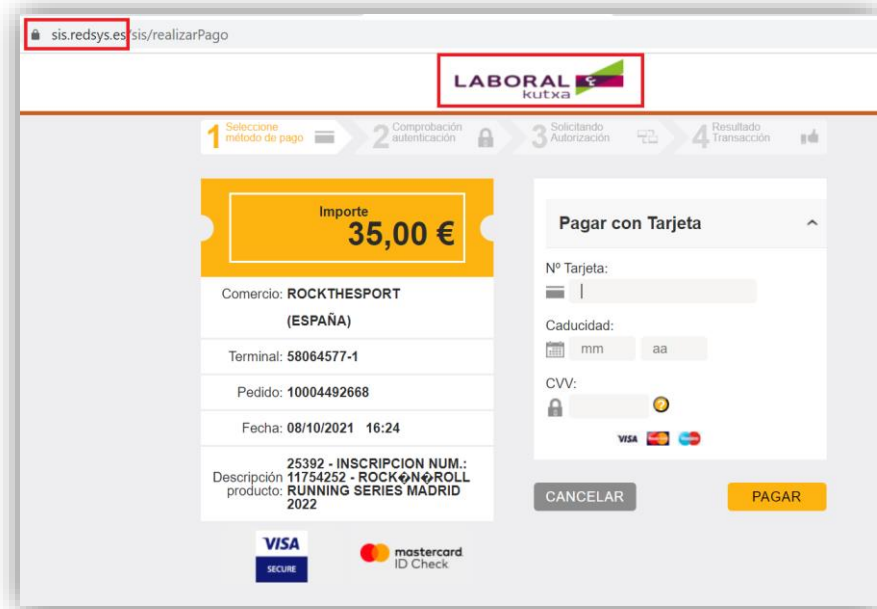 sis.redsys.es/sis/realizarPago
LABORAL
kutxa
1 Seleccione
método de pago
2 Comprobación
autenticación
3 Solicitando
Autorización
4 Resultado
Transacción
Importe
35,00 €
Comercio: ROCKTHESPORT
(ESPAÑA)
Terminal: 58064577-1
Pedido: 10004492668
Fecha: 08/10/2021 16:24
Descripción producto: 25392 - INSCRIPCION NUM.:
11754252 - ROCK�N�ROLL
RUNNING SERIES MADRID
2022
VISA
SECURE
mastercard
ID Check
Pagar con Tarjeta
Nº Tarjeta:
Caducidad:
mm aa
CVV:
?
VISA
CANCELAR PAGAR